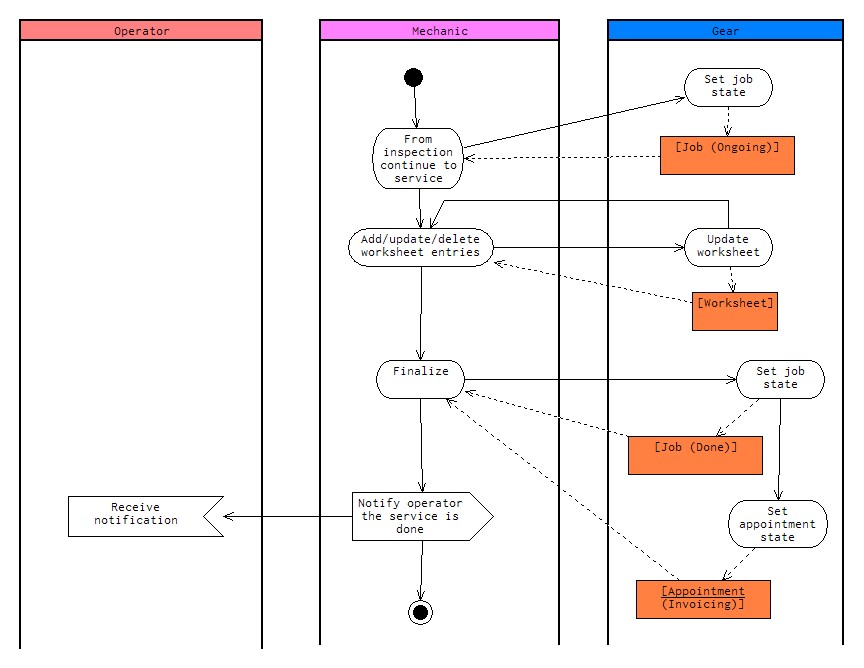 Operator
Mechanic
Gear
Set job
state
From
inspection
continue to
service
[Job (Ongoing)]
Add/update/delete
worksheet entries
Update
worksheet
[Worksheet]
Finalize
Set job
state
[Job (Done)]
Receive
notification
Notify operator
the service is
done
Set
appointment
state
[Appointment
(Invoicing)]